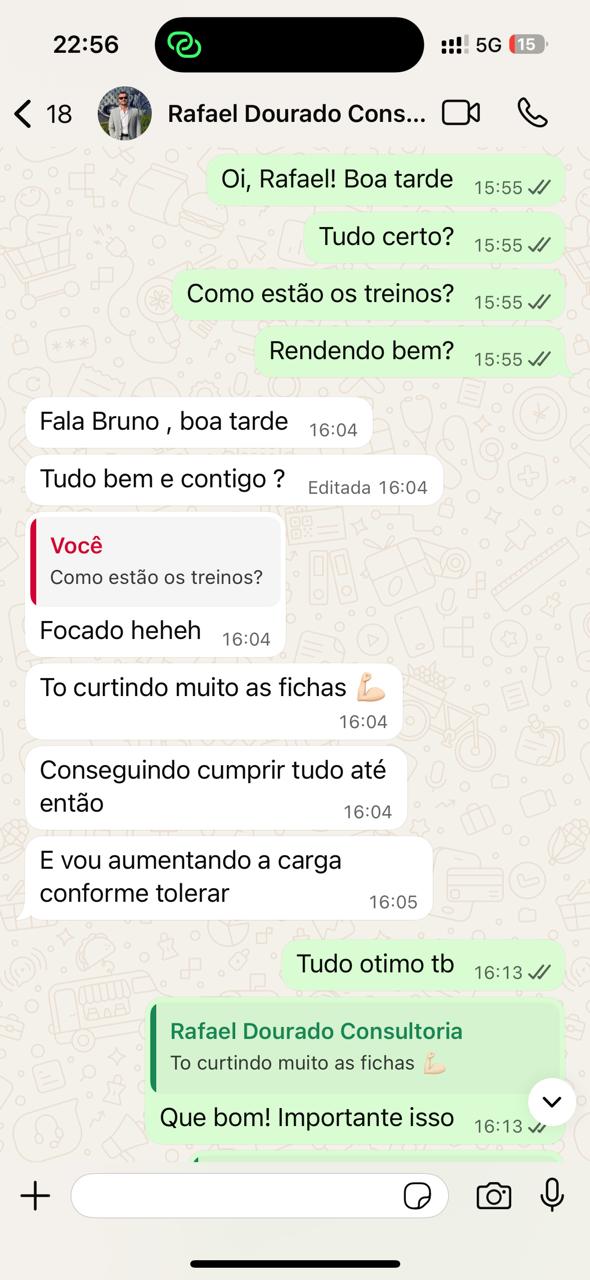 22:56
5G
15
18
Rafael Dourado Cons...
Oi, Rafael! Boa tarde 15:55
Tudo certo? 15:55
Como estão os treinos? 15:55
Rendendo bem? 15:55
Fala Bruno , boa tarde 16:04
Tudo bem e contigo ? Editada 16:04
Você
Como estão os treinos?
Focado heheh 16:04
To curtindo muito as fichas 💪🏻
16:04
Conseguindo cumprir tudo até
então 16:04
E vou aumentando a carga
conforme tolerar 16:05
Tudo otimo tb 16:13
Rafael Dourado Consultoria
To curtindo muito as fichas 💪🏻
Que bom! Importante isso 16:13